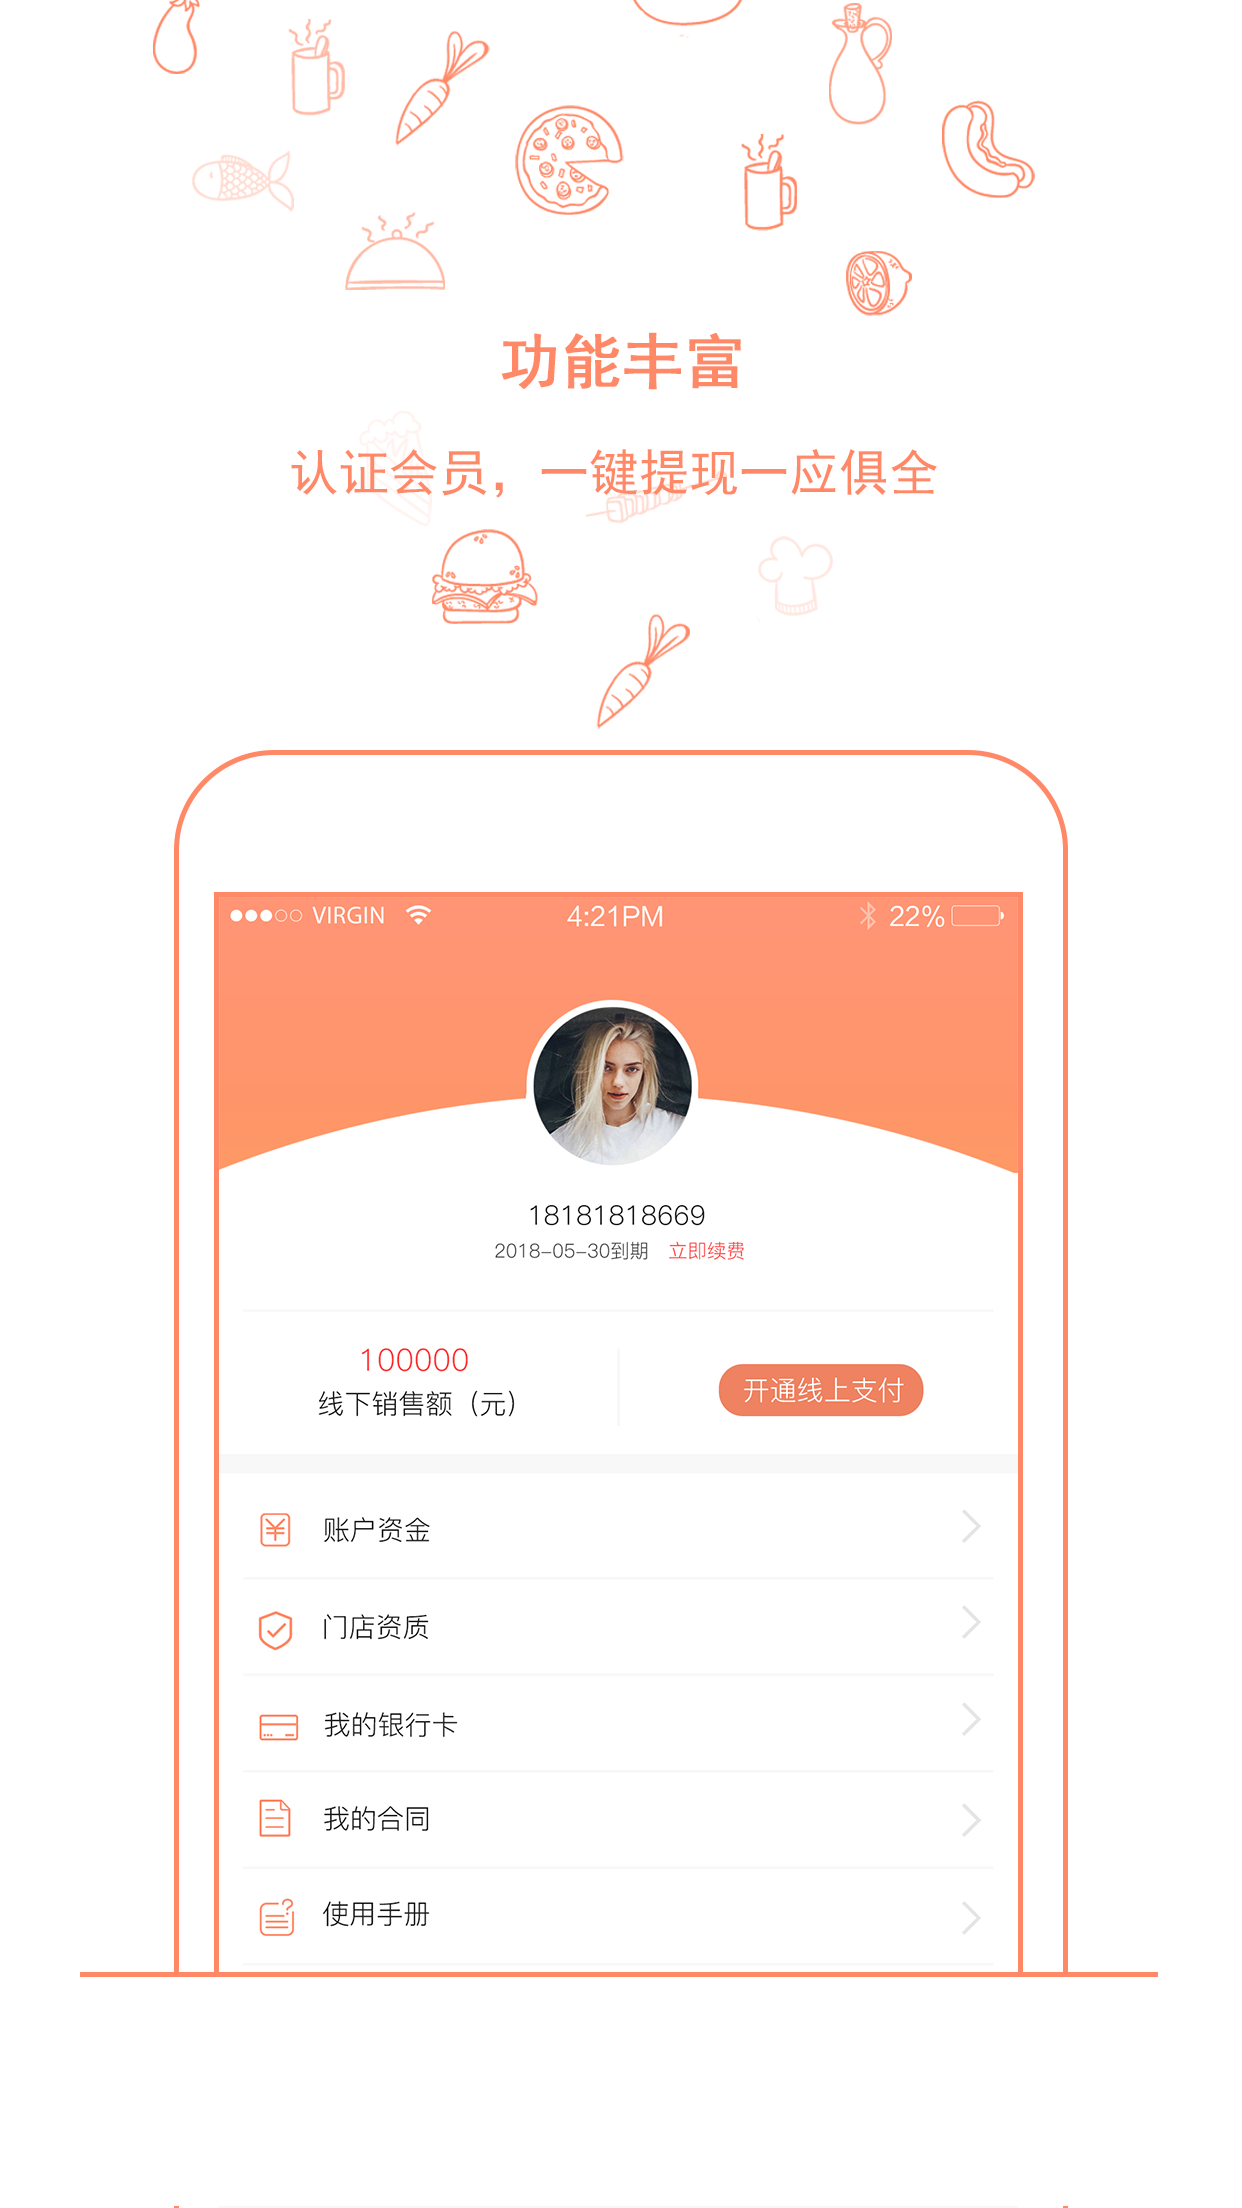 功能丰富
认证会员，一键提现一应俱全
VIRGIN 4:21PM 22%
18181818669
2018-05-30到期 立即续费
100000
线下销售额（元）
开通线上支付
账户资金
门店资质
我的银行卡
我的合同
使用手册